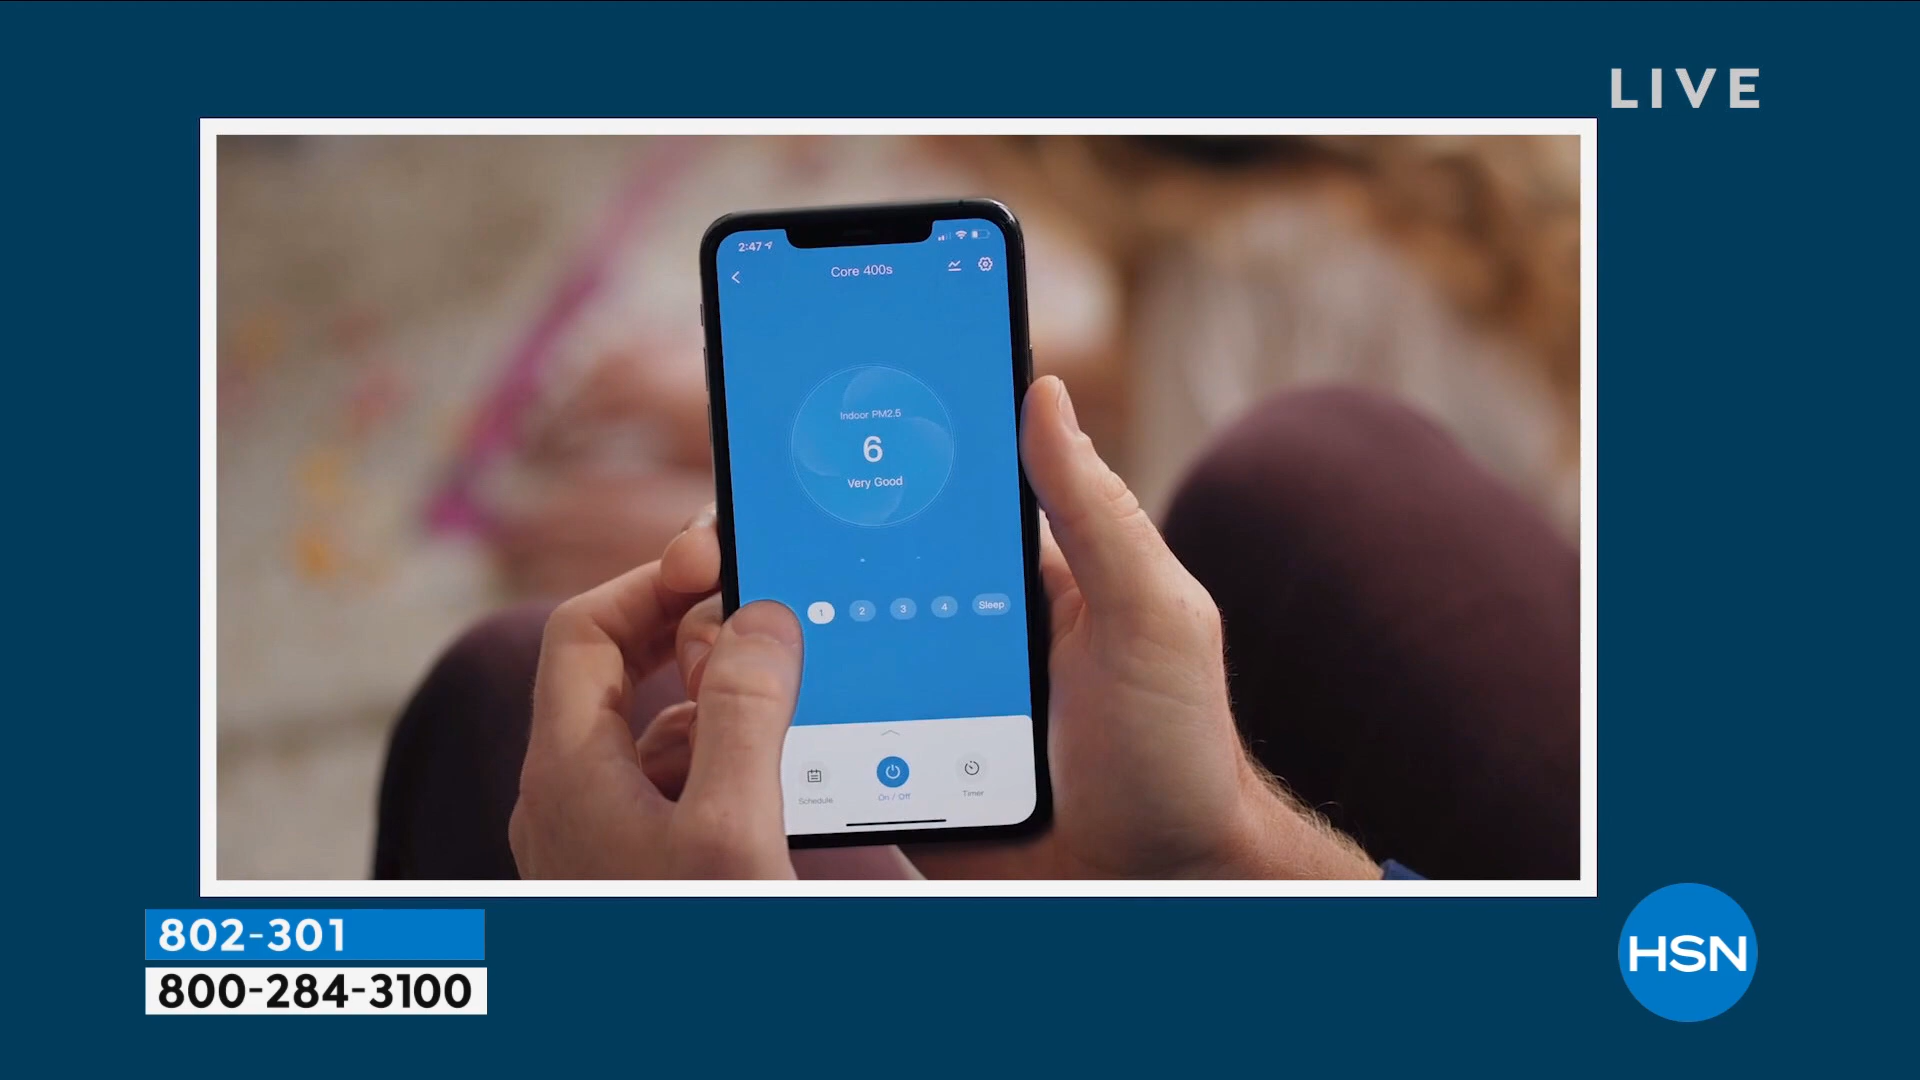 LIVE
2:47
Core 400s
Indoor PM2.5
6
Very Good
1 2 3 4 Sleep
Schedule On / Off Timer
802-301
800-284-3100
HSN